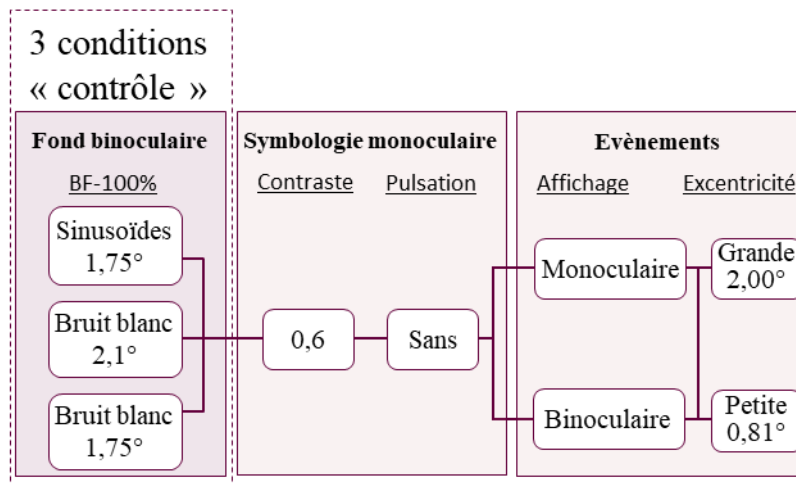 3 conditions
« contrôle »
Fond binoculaire
BF-100%
Sinusoïdes
1,75°
Bruit blanc
2,1°
Bruit blanc
1,75°
Symbologie monoculaire
Contraste
Pulsation
0,6
Sans
Evènements
Affichage
Excentricité
Monoculaire
Grande
2,00°
Binoculaire
Petite
0,81°